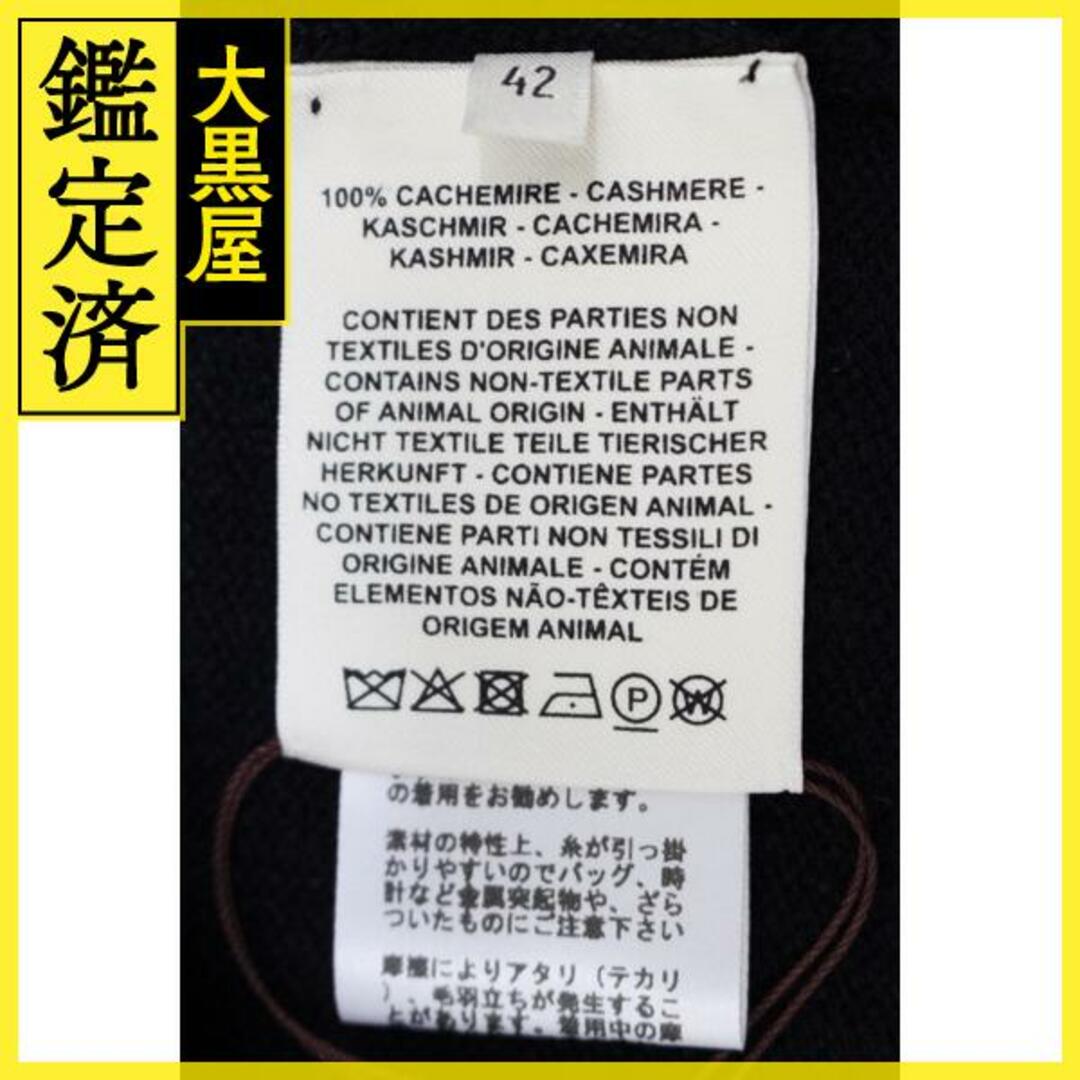 鑑定済
大黒屋
42
100% CACHEMIRE - CASHMERE -
KASCHMIR - CACHEMIRA -
KASHMIR - CAXEMIRA
CONTIENT DES PARTIES NON
TEXTILES D'ORIGINE ANIMALE -
CONTAINS NON-TEXTILE PARTS
OF ANIMAL ORIGIN - ENTHÄLT
NICHT TEXTILE TEILE TIERISCHER
HERKUNFT - CONTIENE PARTES
NO TEXTILES DE ORIGEN ANIMAL -
CONTIENE PARTI NON TESSILI DI
ORIGINE ANIMALE - CONTÉM
ELEMENTOS NÃO-TÊXTEIS DE
ORIGEM ANIMAL
P
W
の着用をお勧めします。
素材の特性上、糸が引っ掛
かりやすいのでバッグ、時
計など金属突起物や、ざら
ついたものにご注意下さい
摩擦によりアタリ（テカリ
）、毛羽立ちが発生するこ
とがあります。着用中の摩